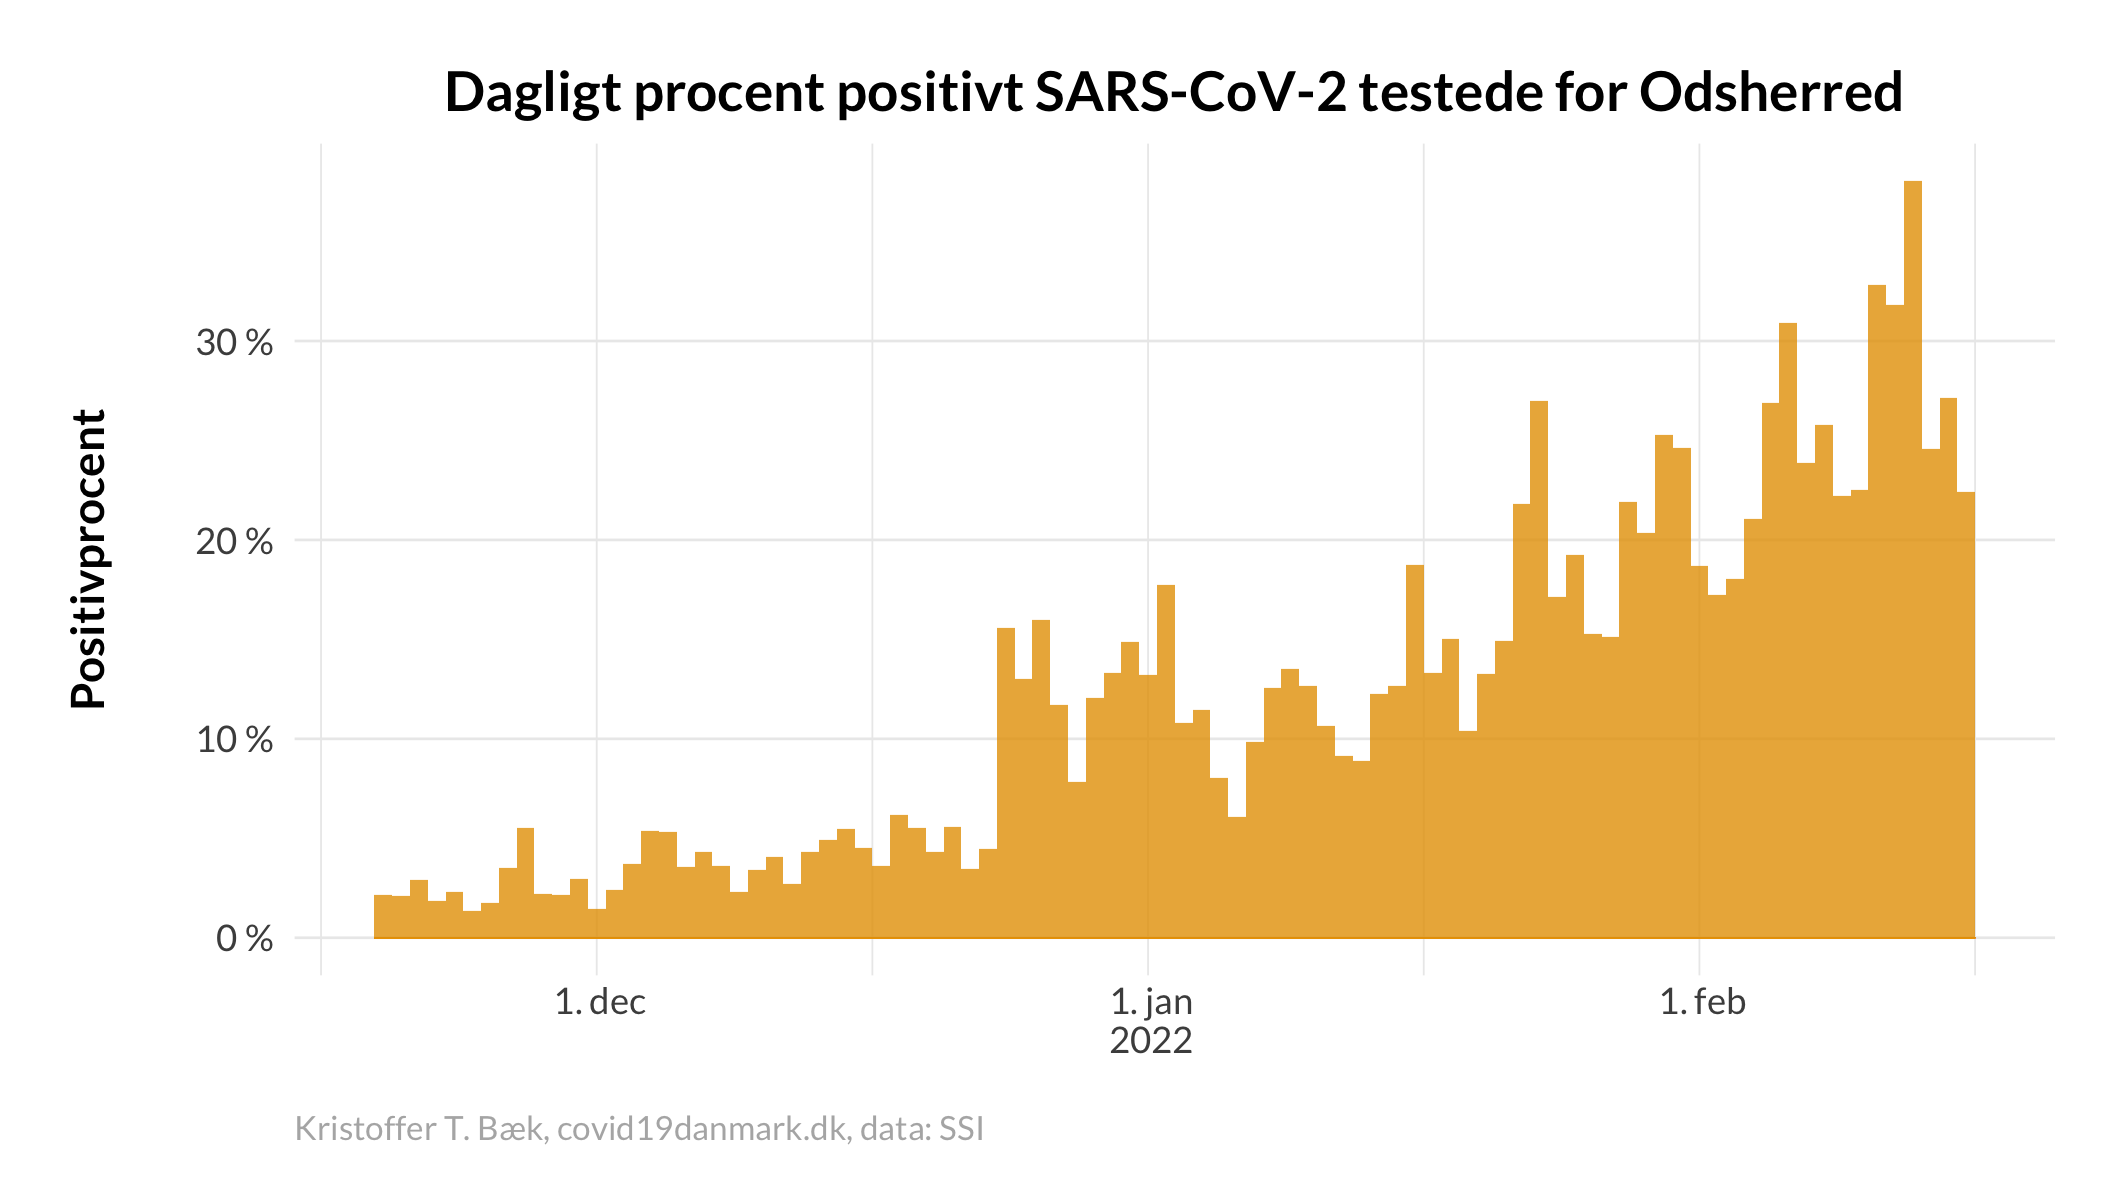 Dagligt procent positivt SARS-CoV-2 testede for Odsherred
Positivprocent
30 %
20 %
10 %
0 %
1. dec
1. jan
2022
1. feb
Kristoffer T. Bæk, covid19danmark.dk, data: SSI